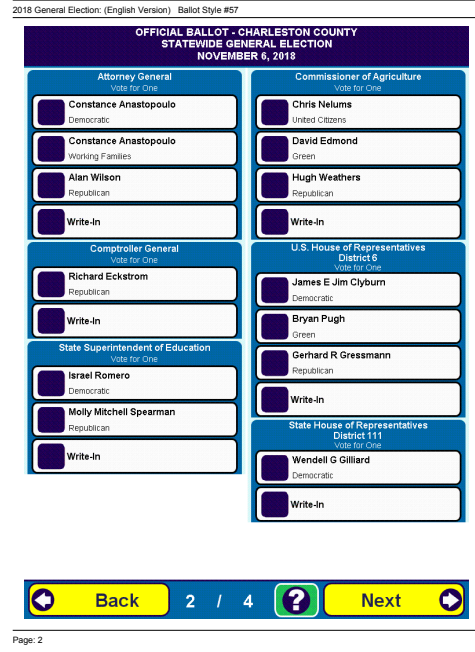 2018 General Election: (English Version) Ballot Style #57
OFFICIAL BALLOT - CHARLESTON COUNTY
STATEWIDE GENERAL ELECTION
NOVEMBER 6, 2018
Attorney General
Vote for One
Constance Anastopoulo
Democratic
Constance Anastopoulo
Working Families
Alan Wilson
Republican
Write-In
Comptroller General
Vote for One
Richard Eckstrom
Republican
Write-In
State Superintendent of Education
Vote for One
Israel Romero
Democratic
Molly Mitchell Spearman
Republican
Write-In
Commissioner of Agriculture
Vote for One
Chris Nelums
United Citizens
David Edmond
Green
Hugh Weathers
Republican
Write-In
U.S. House of Representatives
District 6
Vote for One
James E Jim Clyburn
Democratic
Bryan Pugh
Green
Gerhard R Gressmann
Republican
Write-In
State House of Representatives
District 111
Vote for One
Wendell G Gilliard
Democratic
Write-In
Back 2 / 4 ? Next
Page: 2